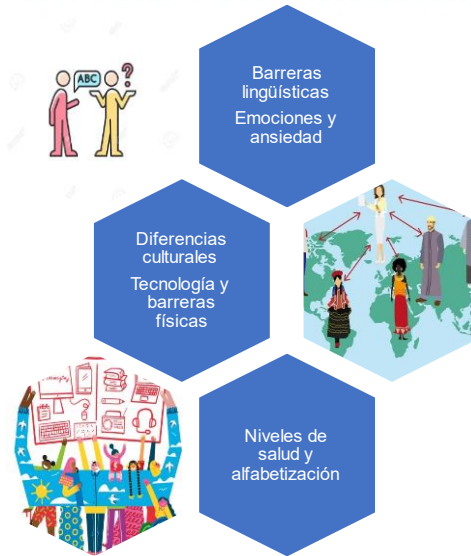 ABC
?
Barreras
lingüísticas
Emociones y
ansiedad
Diferencias
culturales
Tecnología y
barreras
físicas
Niveles de
salud y
alfabetización